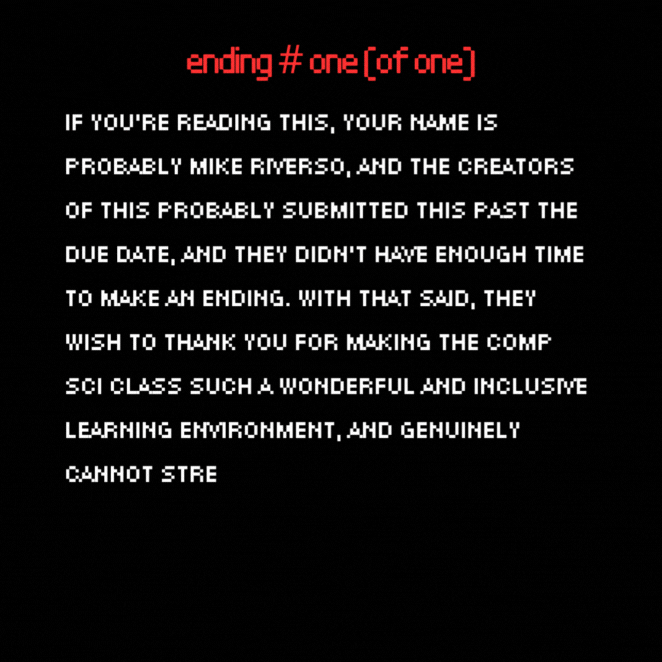 ending # one (of one)
IF YOU'RE READING THIS, YOUR NAME IS
PROBABLY MIKE RIVERSO, AND THE CREATORS
OF THIS PROBABLY SUBMITTED THIS PAST THE
DUE DATE, AND THEY DIDN'T HAVE ENOUGH TIME
TO MAKE AN ENDING. WITH THAT SAID, THEY
WISH TO THANK YOU FOR MAKING THE COMP
SCI CLASS SUCH A WONDERFUL AND INCLUSIVE
LEARNING ENVIRONMENT, AND GENUINELY
CANNOT STRE